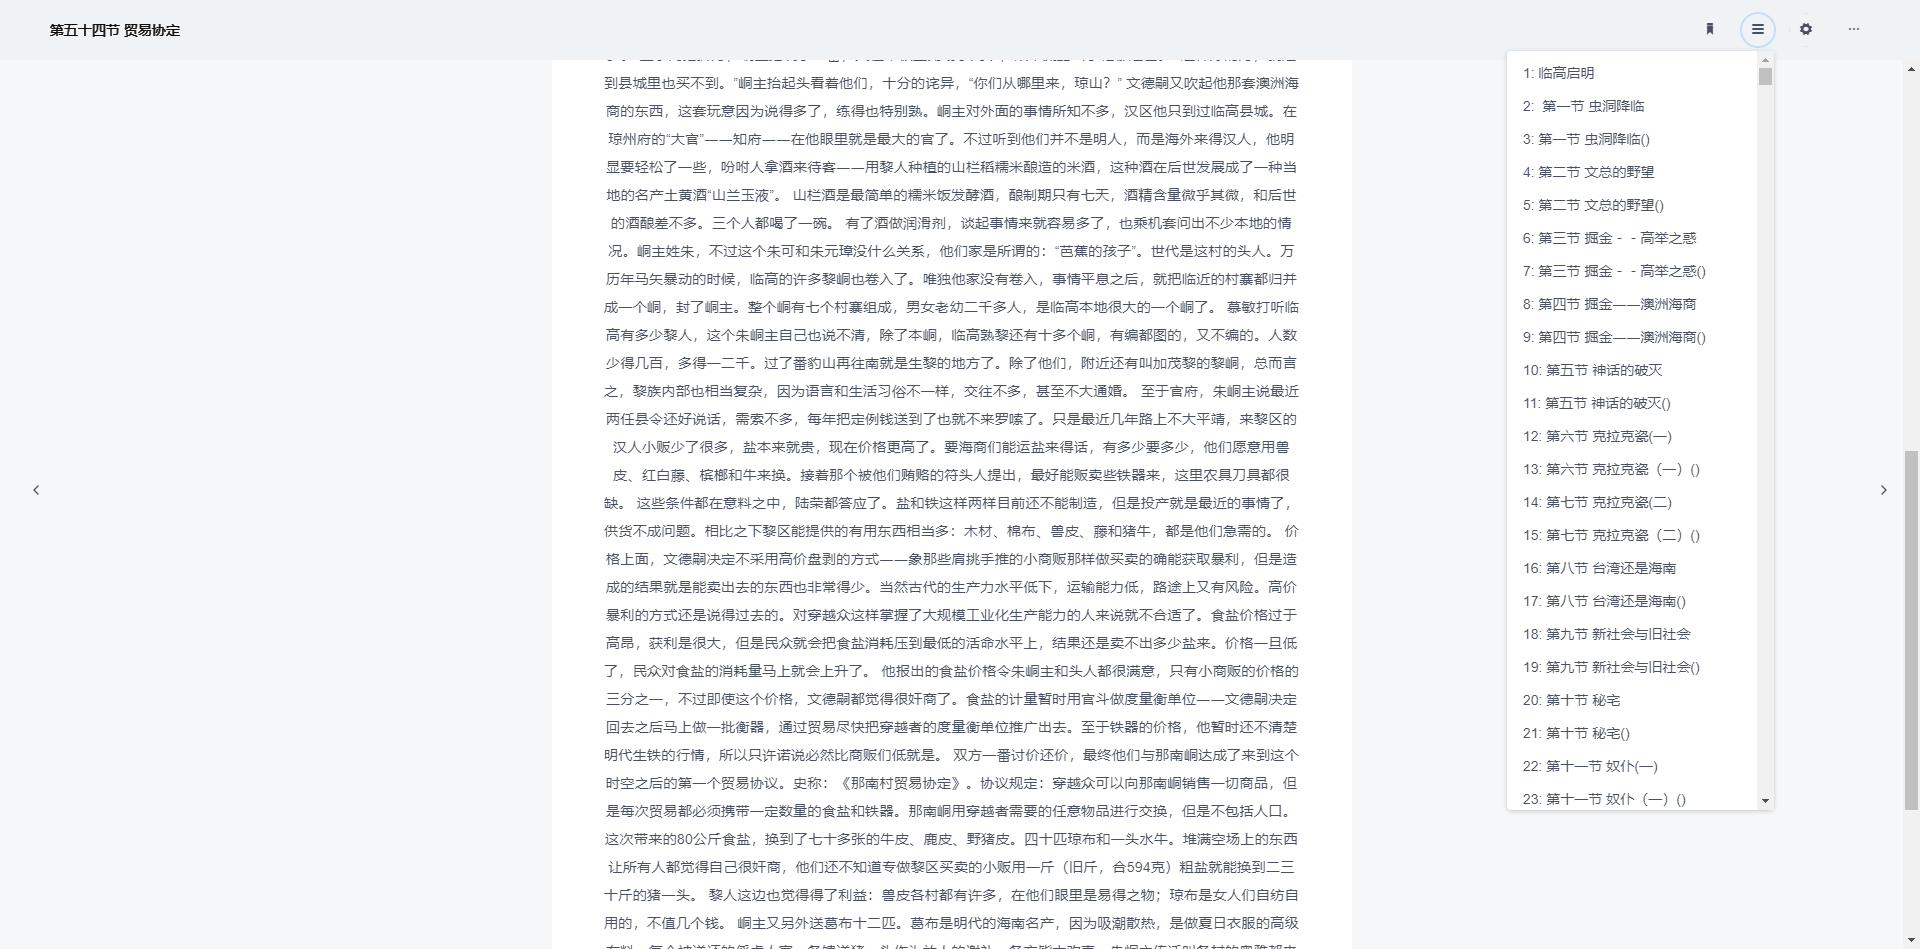 第五十四节 贸易协定
到县城里也买不到。”峒主抬起头看着他们，十分的诧异，“你们从哪里来，琼山？” 文德嗣又吹起他那套澳洲海
商的东西，这套玩意因为说得多了，练得也特别熟。峒主对外面的事情所知不多，汉区他只到过临高县城。在
琼州府的“大官”——知府——在他眼里就是最大的官了。不过听到他们并不是明人，而是海外来得汉人，他明
显要轻松了一些，吩咐人拿酒来待客——用黎人种植的山栏稻糯米酿造的米酒，这种酒在后世发展成了一种当
地的名产土黄酒“山兰玉液”。 山栏酒是最简单的糯米饭发酵酒，酿制期只有七天，酒精含量微乎其微，和后世
的酒酿差不多。三个人都喝了一碗。 有了酒做润滑剂，谈起事情来就容易多了，也乘机套问出不少本地的情
况。峒主姓朱，不过这个朱可和朱元璋没什么关系，他们家是所谓的：“芭蕉的孩子”。世代是这村的头人。万
历年马矢暴动的时候，临高的许多黎峒也卷入了。唯独他家没有卷入，事情平息之后，就把临近的村寨都归并
成一个峒，封了峒主。整个峒有七个村寨组成，男女老幼二千多人，是临高本地很大的一个峒了。 慕敏打听临
高有多少黎人，这个朱峒主自己也说不清，除了本峒，临高熟黎还有十多个峒，有编都图的，又不编的。人数
少得几百，多得一二千。过了番豹山再往南就是生黎的地方了。除了他们，附近还有叫加茂黎的黎峒，总而言
之，黎族内部也相当复杂，因为语言和生活习俗不一样，交往不多，甚至不大通婚。 至于官府，朱峒主说最近
两任县令还好说话，需索不多，每年把定例钱送到了也就不来罗嗦了。只是最近几年路上不大平靖，来黎区的
汉人小贩少了很多，盐本来就贵，现在价格更高了。要海商们能运盐来得话，有多少要多少，他们愿意用兽
皮、红白藤、槟榔和牛来换。接着那个被他们贿赂的符头人提出，最好能贩卖些铁器来，这里农具刀具都很
缺。 这些条件都在意料之中，陆荣都答应了。盐和铁这样两样目前还不能制造，但是投产就是最近的事情了，
供货不成问题。相比之下黎区能提供的有用东西相当多：木材、棉布、兽皮、藤和猪牛，都是他们急需的。 价
格上面，文德嗣决定不采用高价盘剥的方式——象那些肩挑手推的小商贩那样做买卖的确能获取暴利，但是造
成的结果就是能卖出去的东西也非常得少。当然古代的生产力水平低下，运输能力低，路途上又有风险。高价
暴利的方式还是说得过去的。对穿越众这样掌握了大规模工业化生产能力的人来说就不合适了。食盐价格过于
高昂，获利是很大，但是民众就会把食盐消耗压到最低的活命水平上，结果还是卖不出多少盐来。价格一旦低
了，民众对食盐的消耗量马上就会上升了。 他报出的食盐价格令朱峒主和头人都很满意，只有小商贩的价格的
三分之一，不过即使这个价格，文德嗣都觉得很奸商了。食盐的计量暂时用官斗做度量衡单位——文德嗣决定
回去之后马上做一批衡器，通过贸易尽快把穿越者的度量衡单位推广出去。至于铁器的价格，他暂时还不清楚
明代生铁的行情，所以只许诺说必然比商贩们低就是。 双方一番讨价还价，最终他们与那南峒达成了来到这个
时空之后的第一个贸易协议。史称：《那南村贸易协定》。协议规定：穿越众可以向那南峒销售一切商品，但
是每次贸易都必须携带一定数量的食盐和铁器。那南峒用穿越者需要的任意物品进行交换，但是不包括人口。
这次带来的80公斤食盐，换到了七十多张的牛皮、鹿皮、野猪皮。四十匹琼布和一头水牛。堆满空场上的东西
让所有人都觉得自己很奸商，他们还不知道专做黎区买卖的小贩用一斤（旧斤，合594克）粗盐就能换到二三
十斤的猪一头。 黎人这边也觉得得了利益：兽皮各村都有许多，在他们眼里是易得之物；琼布是女人们自纺自
用的，不值几个钱。 峒主又另外送葛布十二匹。葛布是明代的海南名产，因为吸潮散热，是做夏日衣服的高级
1: 临高启明
2:  第一节 虫洞降临
3: 第一节 虫洞降临()
4: 第二节 文总的野望
5: 第二节 文总的野望()
6: 第三节 掘金－－高举之惑
7: 第三节 掘金－－高举之惑()
8: 第四节 掘金——澳洲海商
9: 第四节 掘金——澳洲海商()
10: 第五节 神话的破灭
11: 第五节 神话的破灭()
12: 第六节 克拉克瓷(一)
13: 第六节 克拉克瓷（一）()
14: 第七节 克拉克瓷(二)
15: 第七节 克拉克瓷（二）()
16: 第八节 台湾还是海南
17: 第八节 台湾还是海南()
18: 第九节 新社会与旧社会
19: 第九节 新社会与旧社会()
20: 第十节 秘宅
21: 第十节 秘宅()
22: 第十一节 奴仆(一)
23: 第十一节 奴仆（一）()